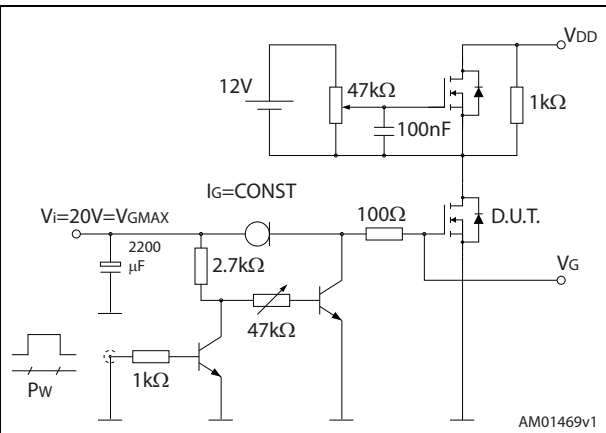 VDD
12V
47kΩ
1kΩ
100nF
IG=CONST
Vi=20V=VGMAX
100Ω
D.U.T.
2200
μF
2.7kΩ
VG
47kΩ
1kΩ
PW
AM01469v1